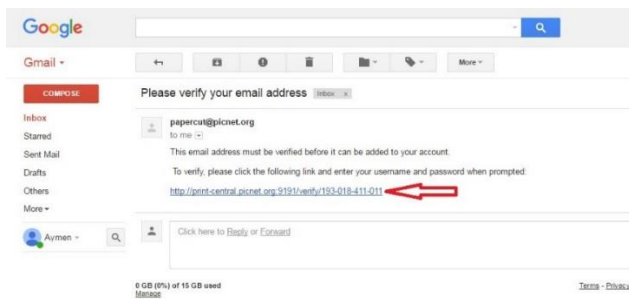 Google
Gmail
More
COMPOSE
Please verify your email address Inbox x
Inbox
Starred
Sent Mail
Drafts
Others
More
Aymen
papercut@picnet.org
to me
This email address must be verified before it can be added to your account.
To verify, please click the following link and enter your username and password when prompted:
http://print-central.picnet.org:9191/verify/193-018-411-011
Click here to Reply or Forward
0 GB (0%) of 15 GB used
Manage
Terms - Privacy